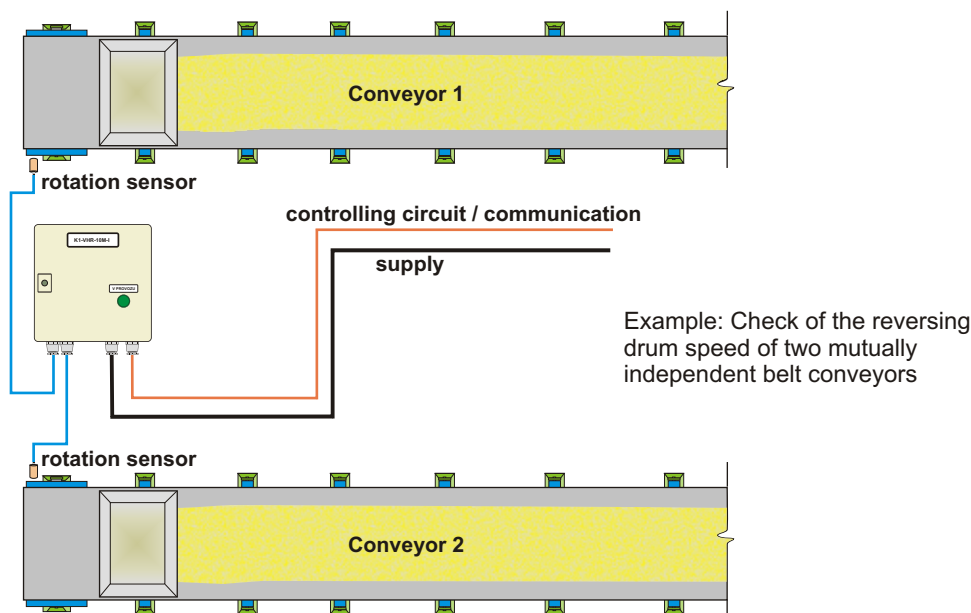 Conveyor 1
rotation sensor
controlling circuit / communication
K1-VHR-10M-I
supply
V PROVOZU
Example: Check of the reversing
drum speed of two mutually
independent belt conveyors
rotation sensor
Conveyor 2